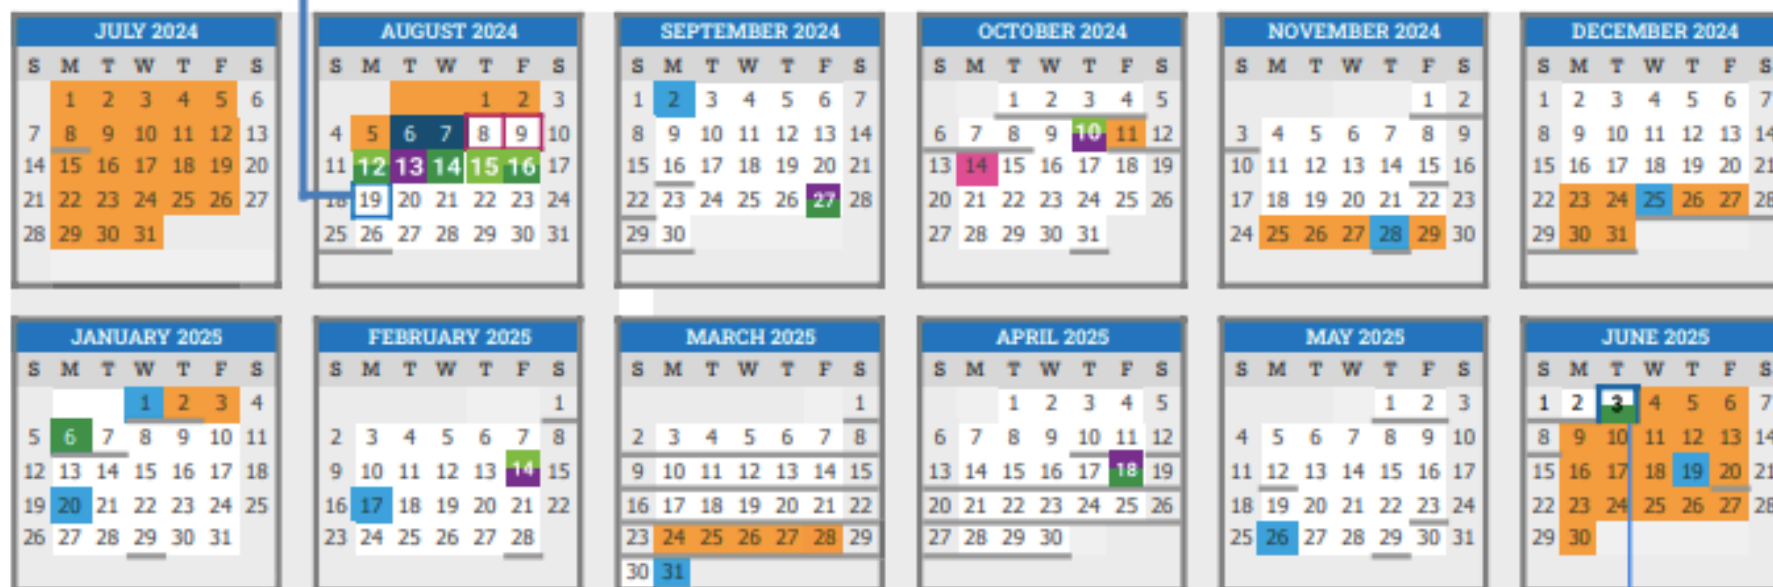 JULY 2024
S M T W T F S
1 2 3 4 5 6
7 8 9 10 11 12 13
14 15 16 17 18 19 20
21 22 23 24 25 26 27
28 29 30 31
AUGUST 2024
S M T W T F S
1 2 3
4 5 6 7 8 9 10
11 12 13 14 15 16 17
18 19 20 21 22 23 24
25 26 27 28 29 30 31
SEPTEMBER 2024
S M T W T F S
1 2 3 4 5 6 7
8 9 10 11 12 13 14
15 16 17 18 19 20 21
22 23 24 25 26 27 28
29 30
OCTOBER 2024
S M T W T F S
1 2 3 4 5
6 7 8 9 10 11 12
13 14 15 16 17 18 19
20 21 22 23 24 25 26
27 28 29 30 31
NOVEMBER 2024
S M T W T F S
1 2
3 4 5 6 7 8 9
10 11 12 13 14 15 16
17 18 19 20 21 22 23
24 25 26 27 28 29 30
DECEMBER 2024
S M T W T F S
1 2 3 4 5 6 7
8 9 10 11 12 13 14
15 16 17 18 19 20 21
22 23 24 25 26 27 28
29 30 31
JANUARY 2025
S M T W T F S
1 2 3 4
5 6 7 8 9 10 11
12 13 14 15 16 17 18
19 20 21 22 23 24 25
26 27 28 29 30 31
FEBRUARY 2025
S M T W T F S
1
2 3 4 5 6 7 8
9 10 11 12 13 14 15
16 17 18 19 20 21 22
23 24 25 26 27 28
MARCH 2025
S M T W T F S
1
2 3 4 5 6 7 8
9 10 11 12 13 14 15
16 17 18 19 20 21 22
23 24 25 26 27 28 29
30 31
APRIL 2025
S M T W T F S
1 2 3 4 5
6 7 8 9 10 11 12
13 14 15 16 17 18 19
20 21 22 23 24 25 26
27 28 29 30
MAY 2025
S M T W T F S
1 2 3
4 5 6 7 8 9 10
11 12 13 14 15 16 17
18 19 20 21 22 23 24
25 26 27 28 29 30 31
JUNE 2025
S M T W T F S
1 2 3 4 5 6 7
8 9 10 11 12 13 14
15 16 17 18 19 20 21
22 23 24 25 26 27 28
29 30